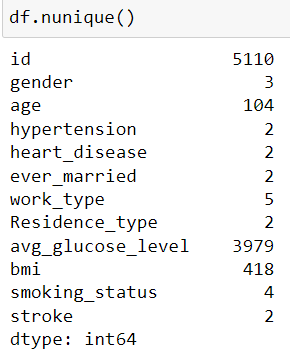 df.nunique()
id 5110
gender 3
age 104
hypertension 2
heart_disease 2
ever_married 2
work_type 5
Residence_type 2
avg_glucose_level 3979
bmi 418
smoking_status 4
stroke 2
dtype: int64